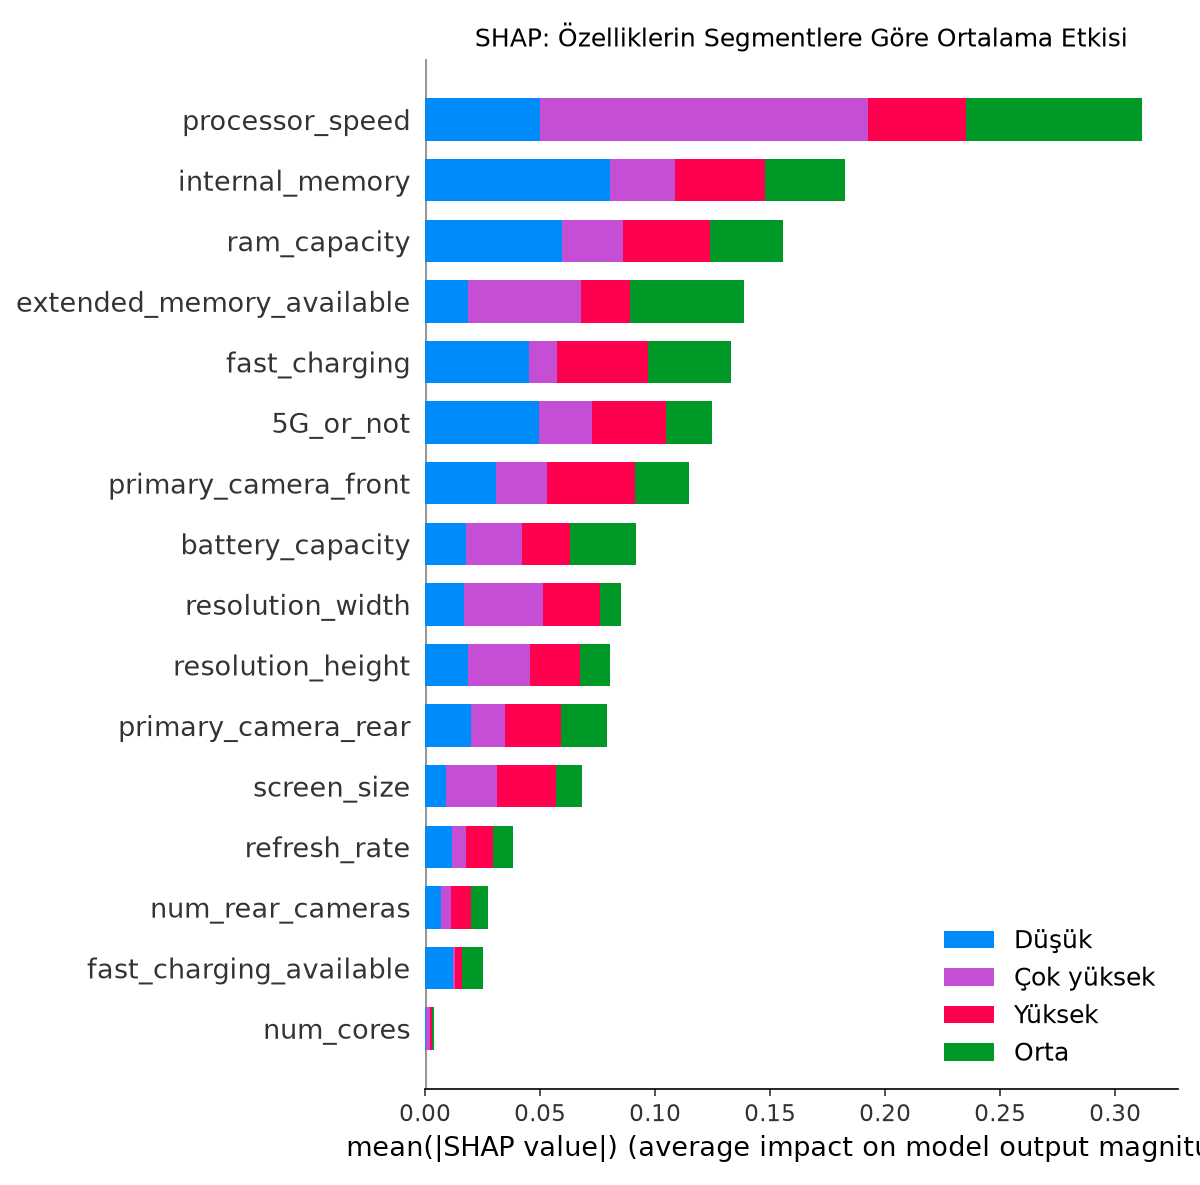 SHAP: Özelliklerin Segmentlere Göre Ortalama Etkisi
processor_speed
internal_memory
ram_capacity
extended_memory_available
fast_charging
5G_or_not
primary_camera_front
battery_capacity
resolution_width
resolution_height
primary_camera_rear
screen_size
refresh_rate
num_rear_cameras
fast_charging_available
num_cores
Düşük
Çok yüksek
Yüksek
Orta
0.00 0.05 0.10 0.15 0.20 0.25 0.30
mean(|SHAP value|) (average impact on model output magnitu